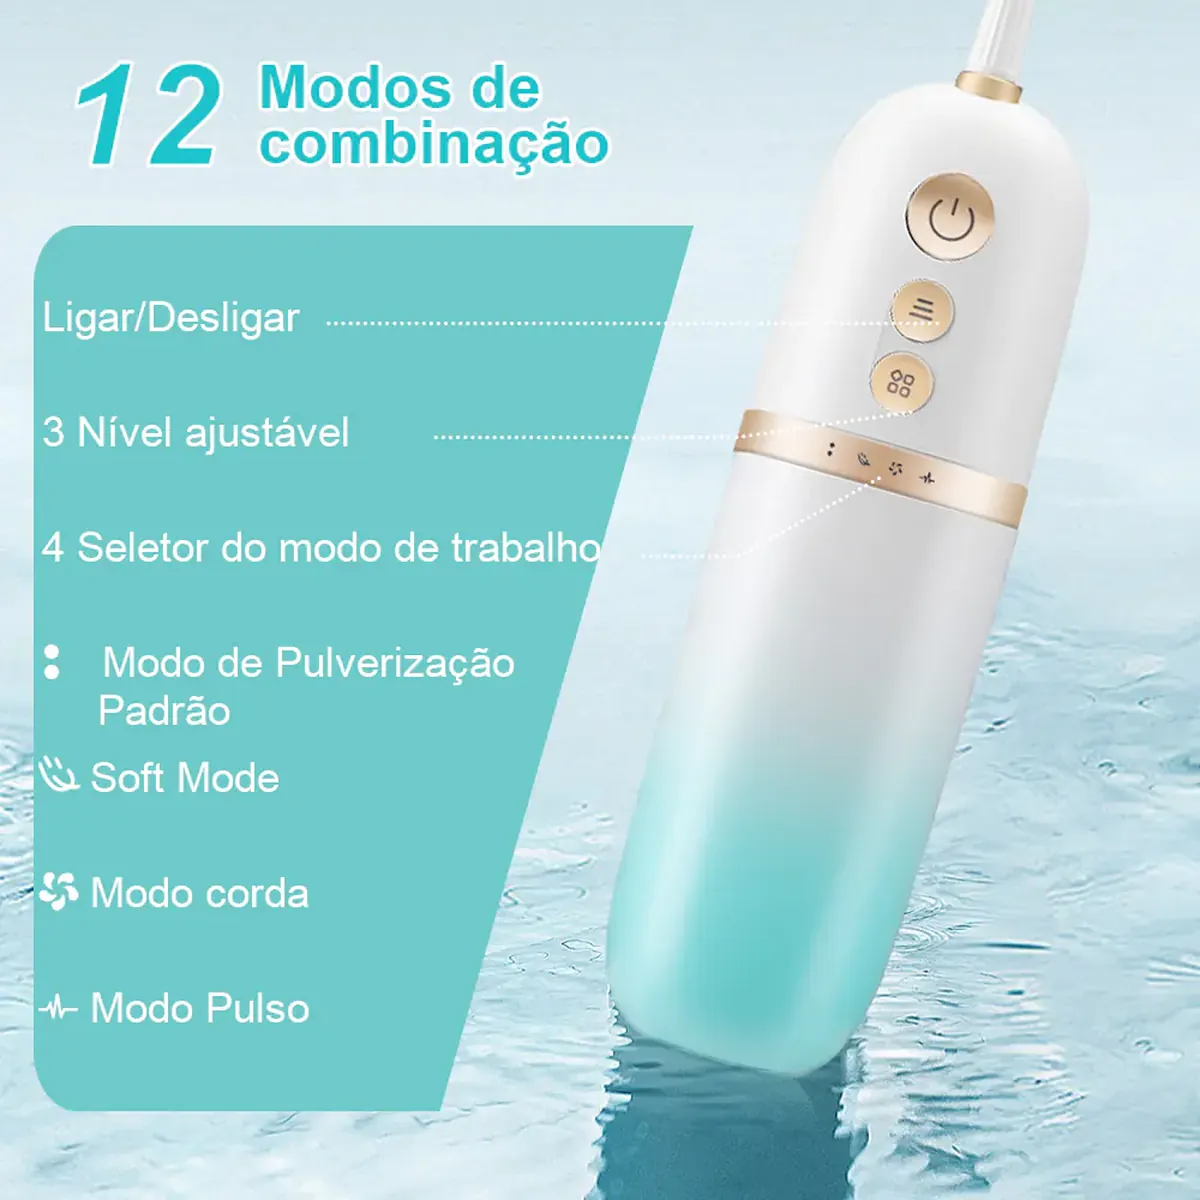 12 Modos de
combinação
Ligar/Desligar
3 Nível ajustável
4 Seletor do modo de trabalho
Modo de Pulverização
Padrão
Soft Mode
Modo corda
Modo Pulso